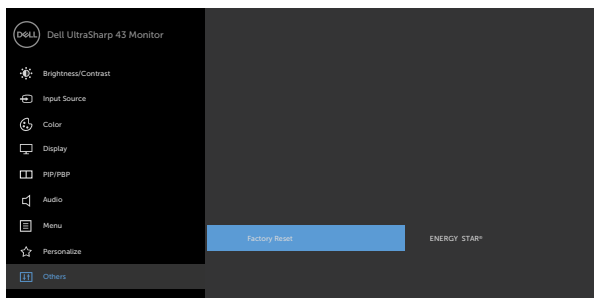 DELL
Dell UltraSharp 43 Monitor
Brightness/Contrast
Input Source
Color
Display
PIP/PBP
Audio
Menu
Personalize
Others
Factory Reset
ENERGY STAR®